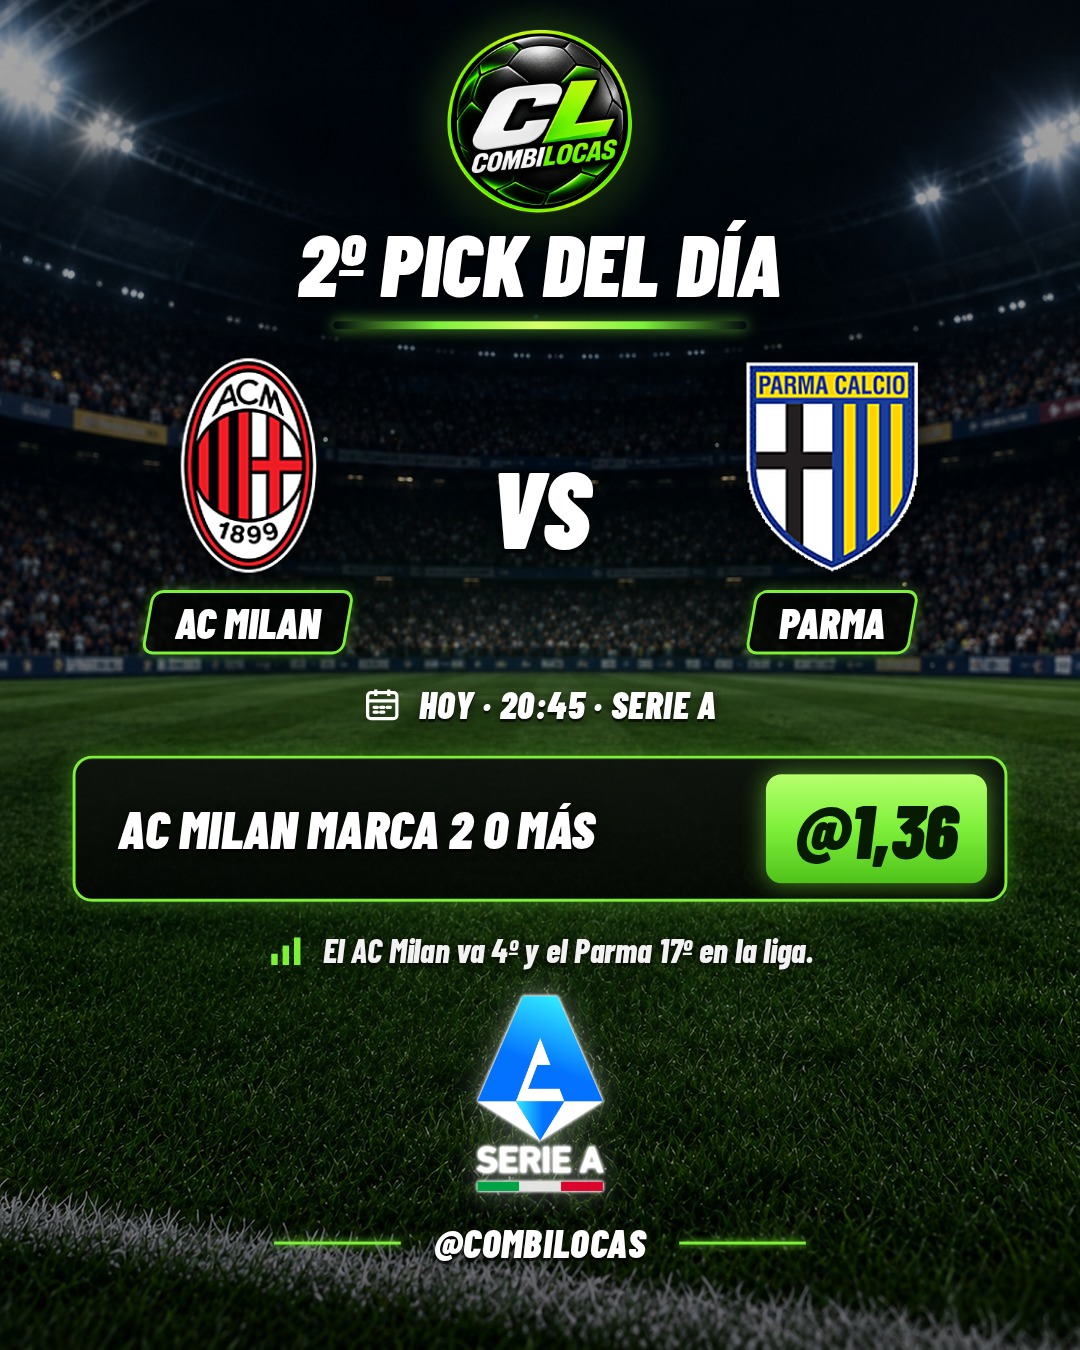 CL
COMBILOCAS
2º PICK DEL DÍA
ACM
1899
PARMA CALCIO
VS
AC MILAN
PARMA
HOY · 20:45 · SERIE A
AC MILAN MARCA 2 O MÁS
@1,36
El AC Milan va 4º y el Parma 17º en la liga.
SERIE A
@COMBILOCAS